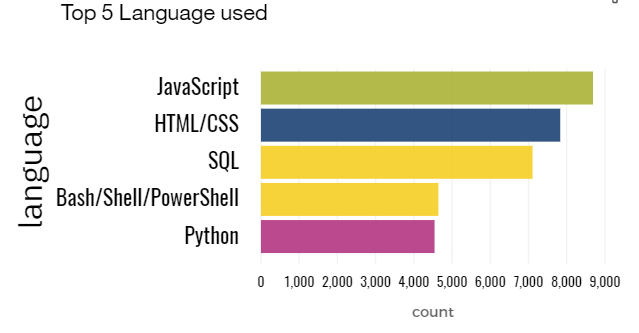 Top 5 Language used
language
JavaScript
HTML/CSS
SQL
Bash/Shell/PowerShell
Python
0 1,000 2,000 3,000 4,000 5,000 6,000 7,000 8,000 9,000
count